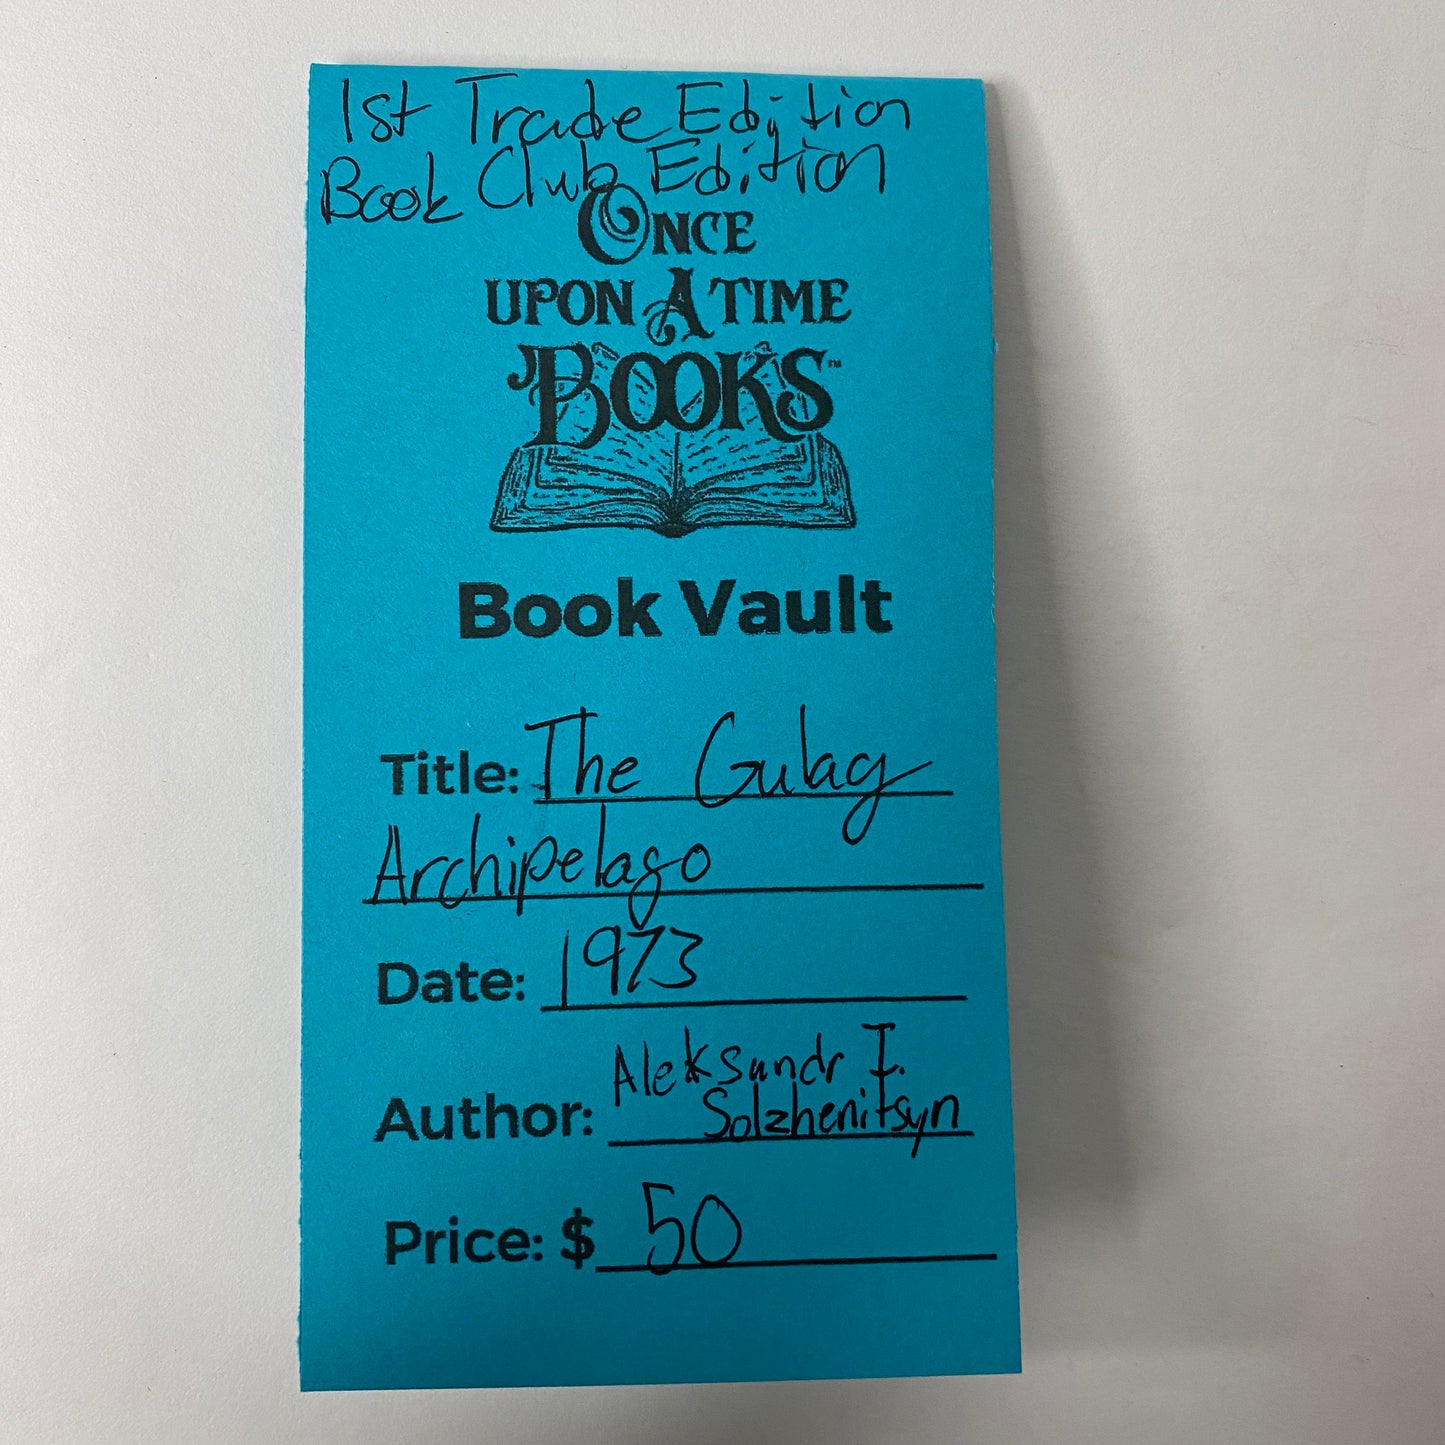 1st Trade Edition
Book Club Edition
ONCE
UPON A TIME
BOOKS™
Book Vault
Title: The Gulag
Archipelago
Date: 1973
Aleksandr I.
Author: Solzhenitsyn
Price: $ 50